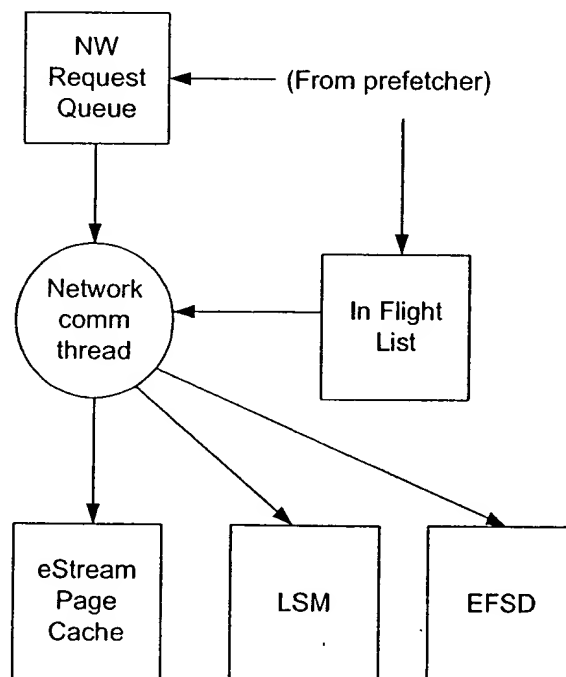 NW
Request
Queue
(From prefetcher)
Network
comm
thread
In Flight
List
eStream
Page
Cache
LSM
EFSD